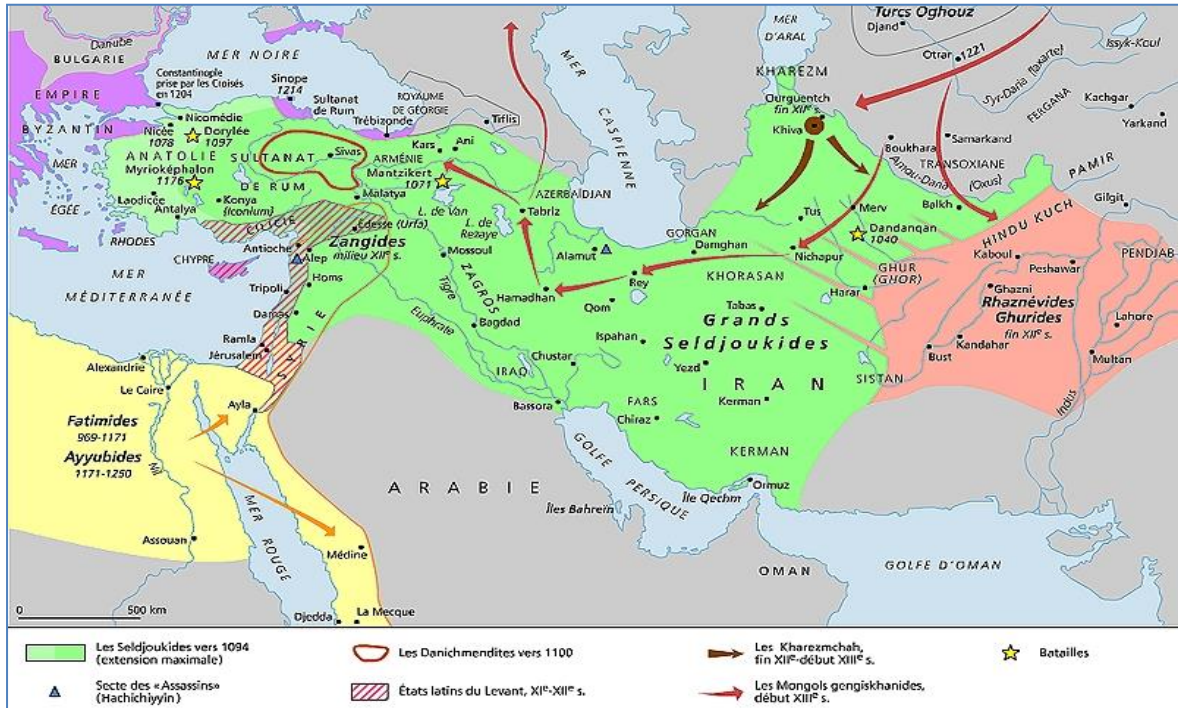 Turcs Oghouz
Djand
Otrar
1221
Issyk-Koul
Syr-Daria (Iaxarte)
FERGANA
Kachgar
Yarkand
MER
D'ARAL
KHAREZM
Ourguentch
fin XIIe s.
Khiva
Boukhara
Samarkand
TRANSOXIANE
Amou-Daria
(Oxus)
PAMIR
Gilgit
Danube
BULGARIE
MER NOIRE
Constantinople
prise par les Croisés
en 1204
EMPIRE
BYZANTIN
Sinope
1214
Sultanat
de Rum
Trébizonde
ROYAUME
DE GÉORGIE
Tiflis
MER
CASPIENNE
Nicomédie
Nicée
1078
Dorylée
1097
ANATOLIE
Myrioképhalon
1176
SULTANAT
DE RUM
Sivas
ARMÉNIE
Mantzikert
1071
Kars
Ani
AZERBAÏDJAN
Malatya
L. de Van
L. de
Rezaye
Tabriz
MER
ÉGÉE
Laodicée
Antalya
Konya
(Iconium)
CILICIE
Édesse (Urfa)
RHODES
CHYPRE
Antioche
Alep
Zangides
milieu XIIe s.
Mossoul
ZAGROS
Alamut
GORGAN
Damghan
Tus
Merv
Balkh
Dandanqan
1040
Nichapur
HINDU KUCH
Kaboul
Peshawar
PENDJAB
MER
MÉDITERRANÉE
Homs
Tripoli
Damas
SYRIE
Tigre
Euphrate
Bagdad
Hamadhan
Rey
Qom
KHORASAN
Tabas
GHUR
(GHOR)
Harar
Ghazni
Rhaznévides
Ghurides
fin XIIe s.
Lahore
Multan
Kandahar
Bust
Indus
Grands
Seldjoukides
Ispahan
Yezd
IRAN
SISTAN
Ramla
Jérusalem
Alexandrie
Le Caire
Ayla
IRAQ
Chustar
Bassora
FARS
Chiraz
Kerman
KERMAN
Fatimides
969-1171
Ayyubides
1171-1250
Nil
Assouan
MER ROUGE
ARABIE
Médine
Djedda
La Mecque
GOLFE
PERSIQUE
Îles Bahreïn
Île Qechm
Ormuz
OMAN
GOLFE D'OMAN
0
500 km
Les Seldjoukides vers 1094
(extension maximale)
Les Danichmendites vers 1100
Les Kharezmchah,
fin XIIe-début XIIIe s.
Batailles
Secte des «Assassins»
(Hachichiyyin)
États latins du Levant, XIe-XIIe s.
Les Mongols gengiskhanides,
début XIIIe s.